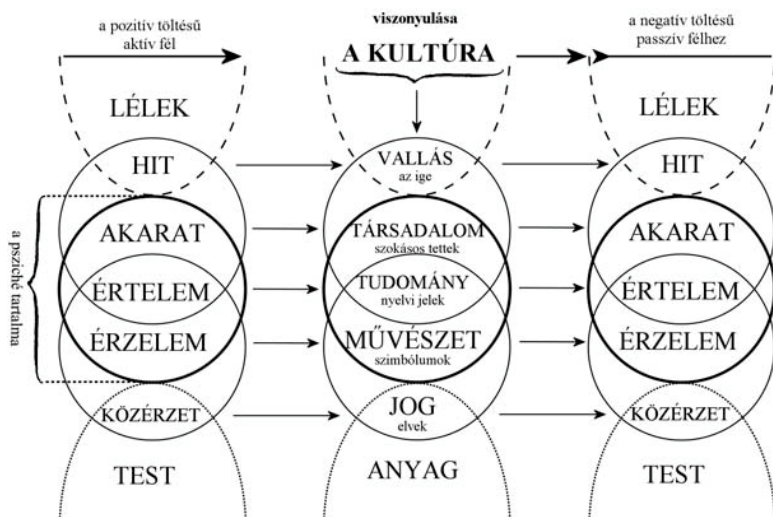 a pozitív töltésű
aktív fél
viszonyulása
A KULTÚRA
a negatív töltésű
passzív félhez
LÉLEK
LÉLEK
HIT
VALLÁS
az ige
HIT
AKARAT
TÁRSADALOM
szokásos tettek
AKARAT
a psziché tartalma
ÉRTELEM
TUDOMÁNY
nyelvi jelek
ÉRTELEM
ÉRZELEM
MŰVÉSZET
szimbólumok
ÉRZELEM
KÖZÉRZET
JOG
elvek
KÖZÉRZET
TEST
ANYAG
TEST